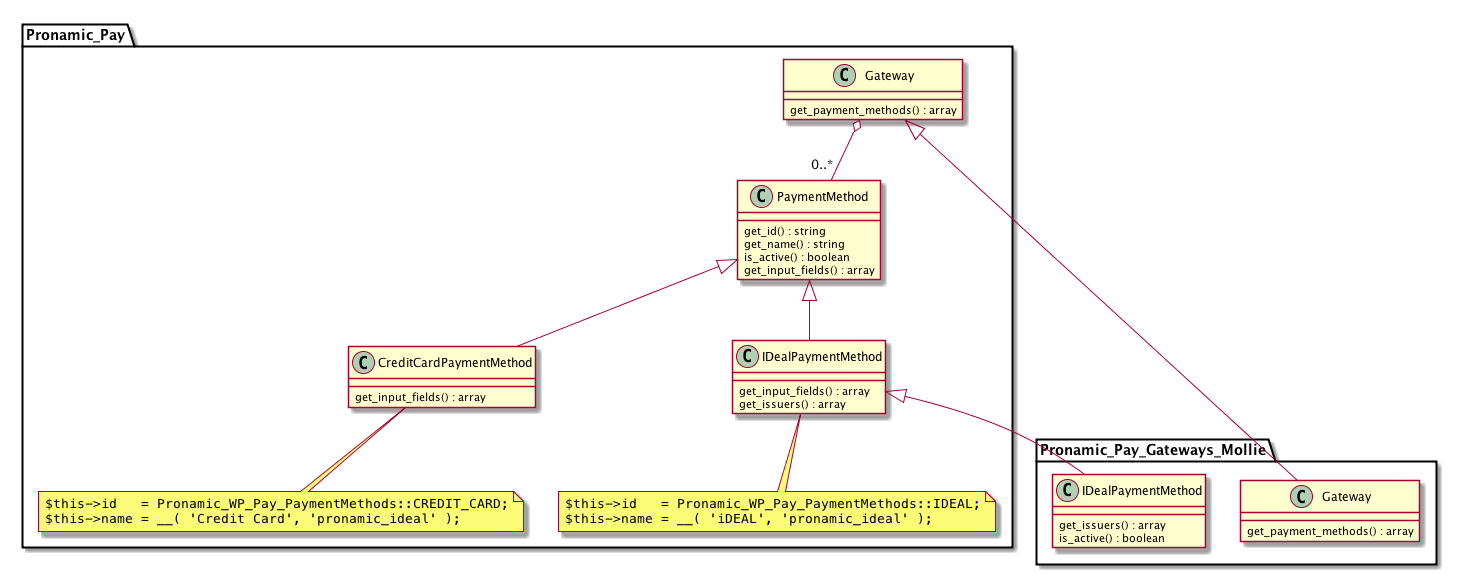 Pronamic_Pay
C Gateway
get_payment_methods() : array
0..*
C PaymentMethod
get_id() : string
get_name() : string
is_active() : boolean
get_input_fields() : array
C CreditCardPaymentMethod
get_input_fields() : array
C IDealPaymentMethod
get_input_fields() : array
get_issuers() : array
$this->id   = Pronamic_WP_Pay_PaymentMethods::CREDIT_CARD;
$this->name = __( 'Credit Card', 'pronamic_ideal' );
$this->id   = Pronamic_WP_Pay_PaymentMethods::IDEAL;
$this->name = __( 'iDEAL', 'pronamic_ideal' );
Pronamic_Pay_Gateways_Mollie
C IDealPaymentMethod
get_issuers() : array
is_active() : boolean
C Gateway
get_payment_methods() : array